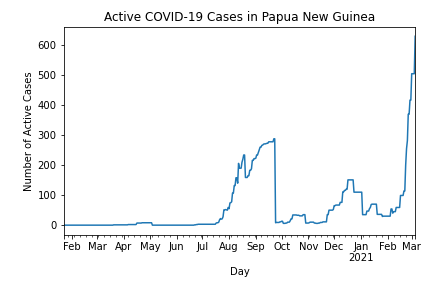 Active COVID-19 Cases in Papua New Guinea
Number of Active Cases
600
500
400
300
200
100
0
Feb Mar Apr May Jun Jul Aug Sep Oct Nov Dec Jan Feb Mar
2021
Day